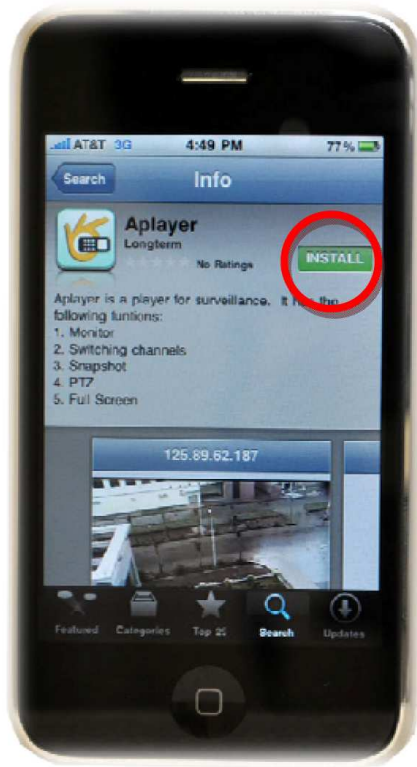 AT&T 3G 4:49 PM 77%
Search Info
Aplayer
Longterm
No Ratings
INSTALL
Aplayer is a player for surveillance. It has the
following funtions:
1. Monitor
2. Switching channels
3. Snapshot
4. PTZ
5. Full Screen
125.89.62.187
Featured Categories Top 25 Search Updates